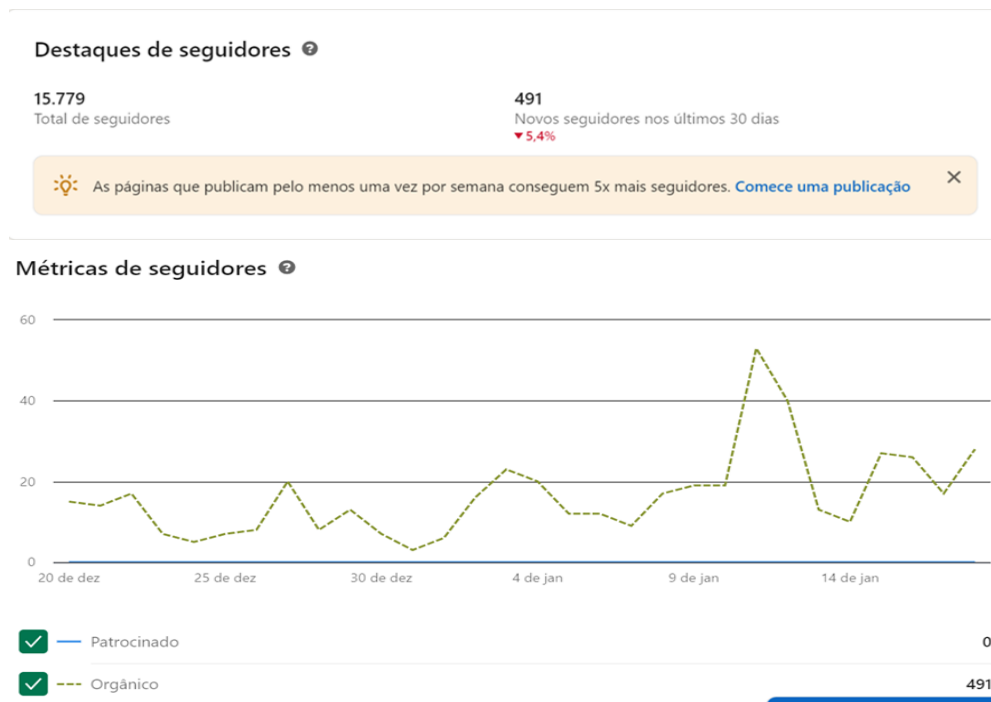 Destaques de seguidores
15.779
Total de seguidores
491
Novos seguidores nos últimos 30 dias
▼5,4%
As páginas que publicam pelo menos uma vez por semana conseguem 5x mais seguidores. Comece uma publicação
Métricas de seguidores
60
40
20
0
20 de dez 25 de dez 30 de dez 4 de jan 9 de jan 14 de jan
Patrocinado 0
Orgânico 491